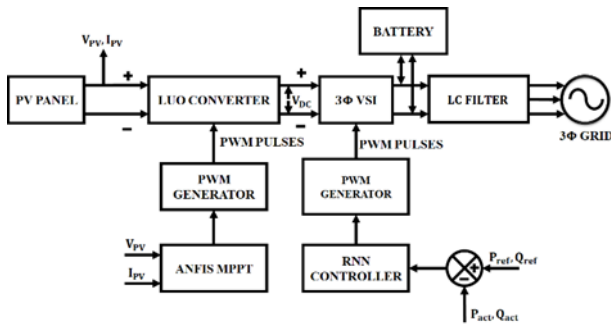 V_PV, I_PV
BATTERY
+
+
PV PANEL
LUO CONVERTER
V_DC
3Φ VSI
LC FILTER
−
−
3Φ GRID
PWM PULSES
PWM PULSES
PWM
GENERATOR
PWM
GENERATOR
V_PV
I_PV
ANFIS MPPT
RNN
CONTROLLER
+
−
P_ref, Q_ref
P_act, Q_act